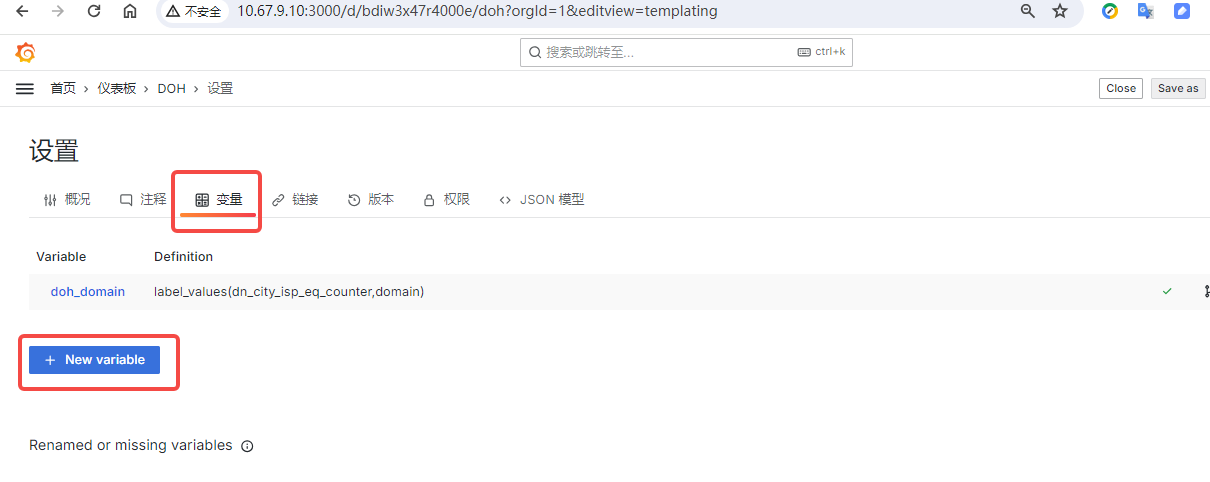 不安全 10.67.9.10:3000/d/bdiw3x47r4000e/doh?orgId=1&editview=templating
搜索或跳转至... ctrl+k
首页 › 仪表板 › DOH › 设置 Close Save as
设置
概况 注释 变量 链接 版本 权限 JSON 模型
Variable Definition
doh_domain label_values(dn_city_isp_eq_counter,domain)
+ New variable
Renamed or missing variables